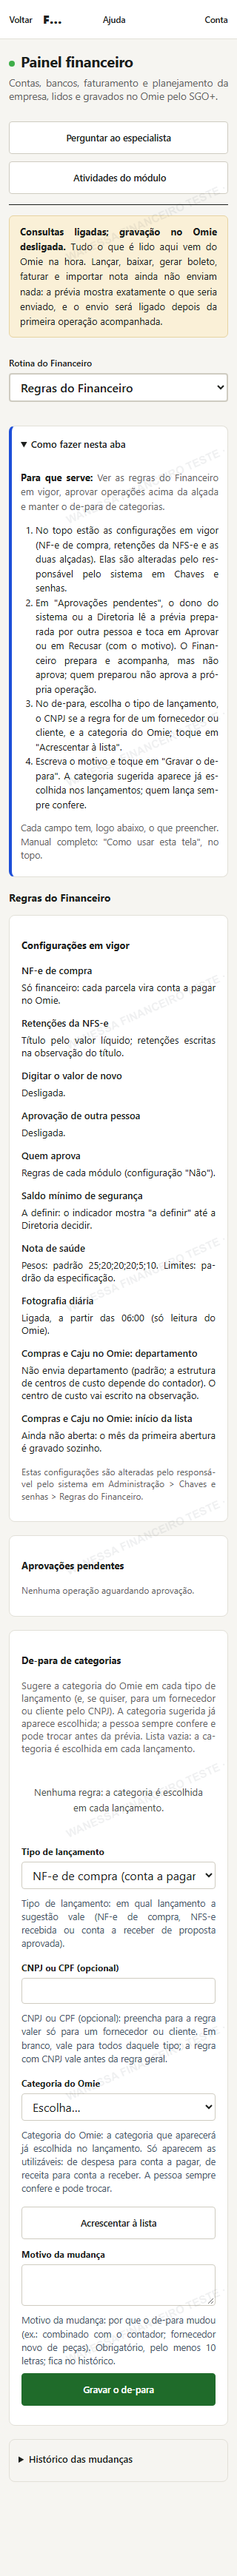 Voltar F... Ajuda Conta
Painel financeiro
Contas, bancos, faturamento e planejamento da
empresa, lidos e gravados no Omie pelo SGO+.
Perguntar ao especialista
Atividades do módulo
Consultas ligadas; gravação no Omie
desligada. Tudo o que é lido aqui vem do
Omie na hora. Lançar, baixar, gerar boleto,
faturar e importar nota ainda não enviam
nada: a prévia mostra exatamente o que seria
enviado, e o envio será ligado depois da
primeira operação acompanhada.
Rotina do Financeiro
Regras do Financeiro
▼ Como fazer nesta aba
Para que serve: Ver as regras do Financeiro
em vigor, aprovar operações acima da alçada
e manter o de-para de categorias.
1. No topo estão as configurações em vigor
(NF-e de compra, retenções da NFS-e e as
duas alçadas). Elas são alteradas pelo res-
ponsável pelo sistema em Chaves e
senhas.
2. Em "Aprovações pendentes", o dono do
sistema ou a Diretoria lê a prévia prepa-
rada por outra pessoa e toca em Aprovar
ou em Recusar (com o motivo). O Finan-
ceiro prepara e acompanha, mas não
aprova; quem preparou não aprova a pró-
pria operação.
3. No de-para, escolha o tipo de lançamento,
o CNPJ se a regra for de um fornecedor ou
cliente, e a categoria do Omie; toque em
"Acrescentar à lista".
4. Escreva o motivo e toque em "Gravar o de-
para". A categoria sugerida aparece já es-
colhida nos lançamentos; quem lança sem-
pre confere.
Cada campo tem, logo abaixo, o que preencher.
Manual completo: "Como usar esta tela", no
topo.
Regras do Financeiro
Configurações em vigor
NF-e de compra
Só financeiro: cada parcela vira conta a pagar
no Omie.
Retenções da NFS-e
Título pelo valor líquido; retenções escritas
na observação do título.
Digitar o valor de novo
Desligada.
Aprovação de outra pessoa
Desligada.
Quem aprova
Regras de cada módulo (configuração "Não").
Saldo mínimo de segurança
A definir: o indicador mostra "a definir" até a
Diretoria decidir.
Nota de saúde
Pesos: padrão 25;20;20;20;5;10. Limites: pa-
drão da especificação.
Fotografia diária
Ligada, a partir das 06:00 (só leitura do
Omie).
Compras e Caju no Omie: departamento
Não envia departamento (padrão; a estrutura
de centros de custo depende do contador). O
centro de custo vai escrito na observação.
Compras e Caju no Omie: início da lista
Ainda não aberta: o mês da primeira abertura
é gravado sozinho.
Estas configurações são alteradas pelo responsá-
vel pelo sistema em Administração > Chaves e
senhas > Regras do Financeiro.
Aprovações pendentes
Nenhuma operação aguardando aprovação.
De-para de categorias
Sugere a categoria do Omie em cada tipo de
lançamento (e, se quiser, para um fornecedor
ou cliente pelo CNPJ). A categoria sugerida já
aparece escolhida; a pessoa sempre confere e
pode trocar antes da prévia. Lista vazia: a ca-
tegoria é escolhida em cada lançamento.
Nenhuma regra: a categoria é escolhida
em cada lançamento.
Tipo de lançamento
NF-e de compra (conta a pagar
Tipo de lançamento: em qual lançamento a
sugestão vale (NF-e de compra, NFS-e
recebida ou conta a receber de proposta
aprovada).
CNPJ ou CPF (opcional)
CNPJ ou CPF (opcional): preencha para a regra
valer só para um fornecedor ou cliente. Em
branco, vale para todos daquele tipo; a regra
com CNPJ vale antes da regra geral.
Categoria do Omie
Escolha...
Categoria do Omie: a categoria que aparecerá
já escolhida no lançamento. Só aparecem as
utilizáveis: de despesa para conta a pagar, de
receita para conta a receber. A pessoa sempre
confere e pode trocar.
Acrescentar à lista
Motivo da mudança
Motivo da mudança: por que o de-para mudou
(ex.: combinado com o contador; fornecedor
novo de peças). Obrigatório, pelo menos 10
letras; fica no histórico.
Gravar o de-para
▶ Histórico das mudanças
WANESSA FINANCEIRO TESTE